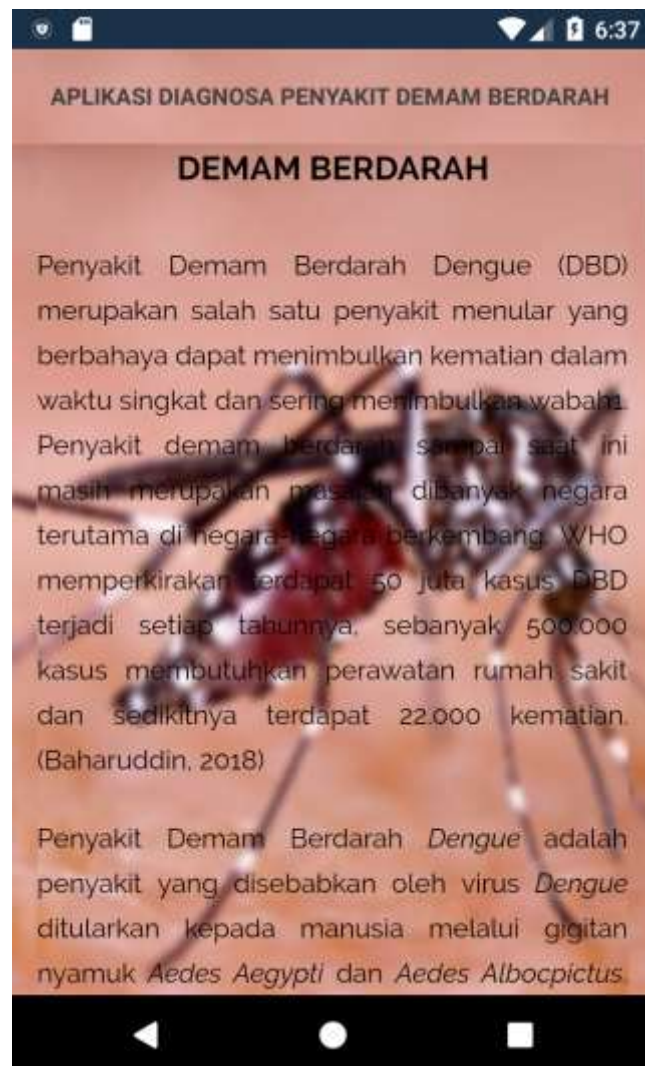 6:37
APLIKASI DIAGNOSA PENYAKIT DEMAM BERDARAH
DEMAM BERDARAH
Penyakit Demam Berdarah Dengue (DBD)
merupakan salah satu penyakit menular yang
berbahaya dapat menimbulkan kematian dalam
waktu singkat dan sering menimbulkan wabah1.
Penyakit demam berdarah sampai saat ini
masih merupakan masalah dibanyak negara
terutama di negara-negara berkembang. WHO
memperkirakan terdapat 50 juta kasus DBD
terjadi setiap tahunnya, sebanyak 500.000
kasus membutuhkan perawatan rumah sakit
dan sedikitnya terdapat 22.000 kematian.
(Baharuddin, 2018)
Penyakit Demam Berdarah Dengue adalah
penyakit yang disebabkan oleh virus Dengue
ditularkan kepada manusia melalui gigitan
nyamuk Aedes Aegypti dan Aedes Albocpictus.